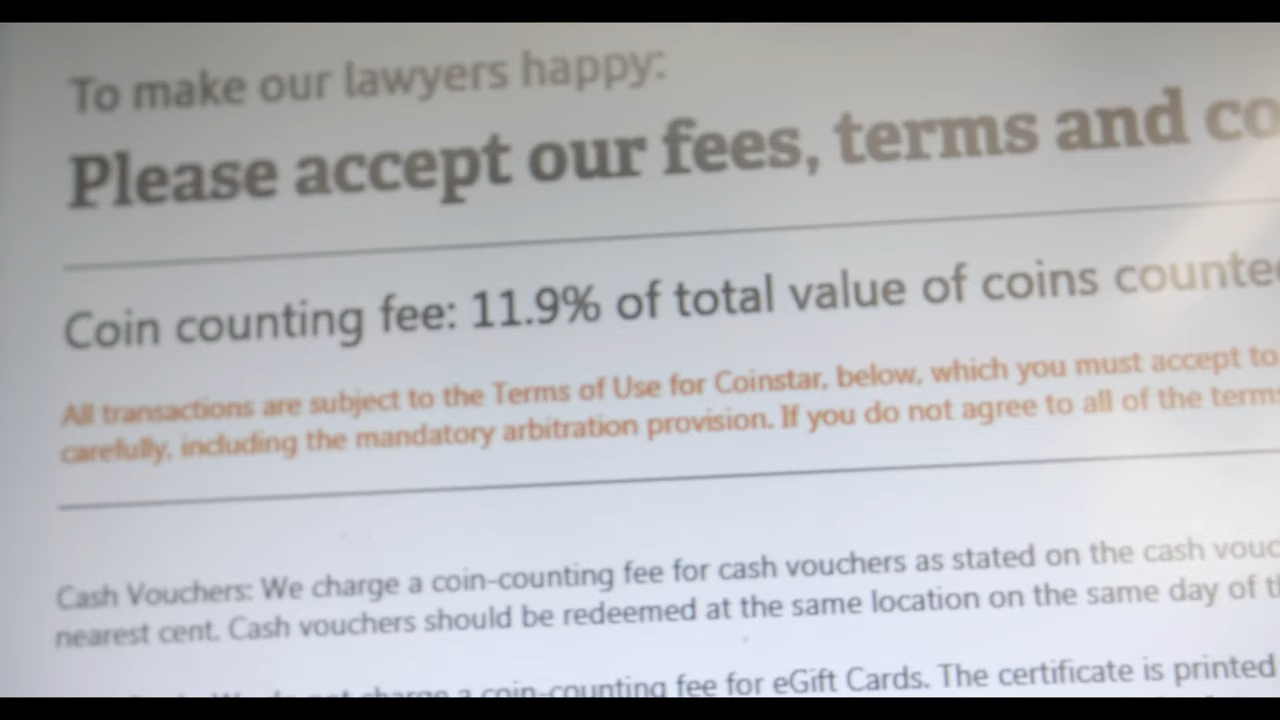 To make our lawyers happy:
Please accept our fees, terms and co
Coin counting fee: 11.9% of total value of coins counted
All transactions are subject to the Terms of Use for Coinstar, below, which you must accept to
carefully, including the mandatory arbitration provision. If you do not agree to all of the terms
Cash Vouchers: We charge a coin-counting fee for cash vouchers as stated on the cash vouc
nearest cent. Cash vouchers should be redeemed at the same location on the same day of th
not charge a coin-counting fee for eGift Cards. The certificate is printed